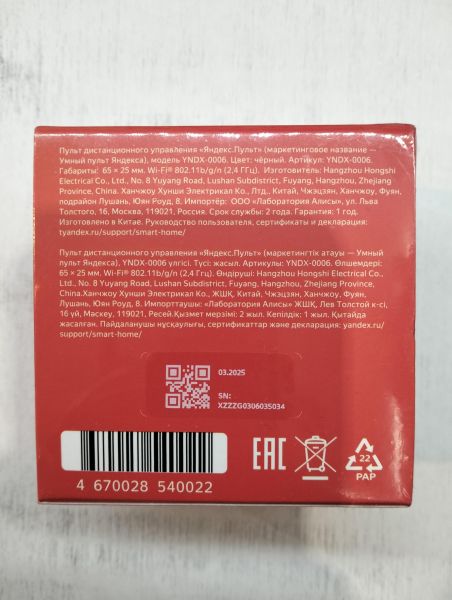 Пульт дистанционного управления «Яндекс.Пульт» (маркетинговое название —
Умный пульт Яндекса), модель YNDX-0006. Цвет: чёрный. Артикул: YNDX-0006.
Габариты: 65 × 25 мм. Wi-Fi® 802.11b/g/n (2,4 ГГц). Изготовитель: Hangzhou Hongshi
Electrical Co., Ltd., No. 8 Yuyang Road, Lushan Subdistrict, Fuyang, Hangzhou, Zhejiang
Province, China. Ханчжоу Хунши Электрикал Ко., Лтд., Китай, Чжэцзян, Ханчжоу, Фуян,
подрайон Лушань, Юян Роуд, 8. Импортёр: ООО «Лаборатория Алисы», ул. Льва
Толстого, 16, Москва, 119021, Россия. Срок службы: 2 года. Гарантия: 1 год.
Изготовлено в Китае. Руководство пользователя, сертификаты и декларация:
yandex.ru/support/smart-home/
Пульт дистанционного управления «Яндекс.Пульт» (маркетингтік атауы — Умный
пульт Яндекса), YNDX-0006 үлгісі. Түсі: жасыл. Артикулы: YNDX-0006. Өлшемдері:
65 × 25 мм. Wi-Fi® 802.11b/g/n (2,4 Ггц). Өндіруші: Hangzhou Hongshi Electrical Co.,
Ltd., No. 8 Yuyang Road, Lushan Subdistrict, Fuyang, Hangzhou, Zhejiang Province,
China.Ханчжоу Хунши Электрикал Ко., ЖШҚ, Китай, Чжэцзян, Ханчжоу, Фуян,
Лушань, Юян Роуд, 8. Импорттаушы: «Лаборатория Алисы» ЖШҚ, Лев Толстой к-сі,
16 үй, Мәскеу, 119021, Ресей.Қызмет мерзімі: 2 жыл. Кепілдік: 1 жыл. Қытайда
жасалған. Пайдаланушы нұсқаулығы, сертификаттар және декларация: yandex.ru/
support/smart-home/
03.2025
SN:
XZZZG0306035034
EAC
4 670028 540022
22
PAP